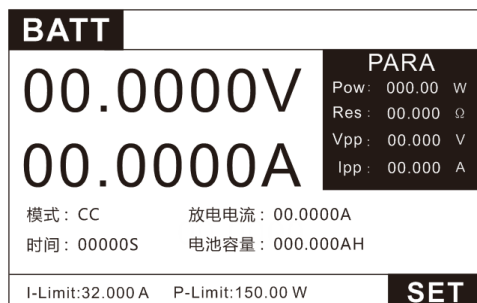 BATT
00.0000V
00.0000A
PARA
Pow: 000.00 W
Res: 00.000 Ω
Vpp: 00.000 V
Ipp: 00.000 A
模式: CC 放电电流: 00.0000A
时间: 00000S 电池容量: 000.000AH
I-Limit:32.000 A P-Limit:150.00 W
SET